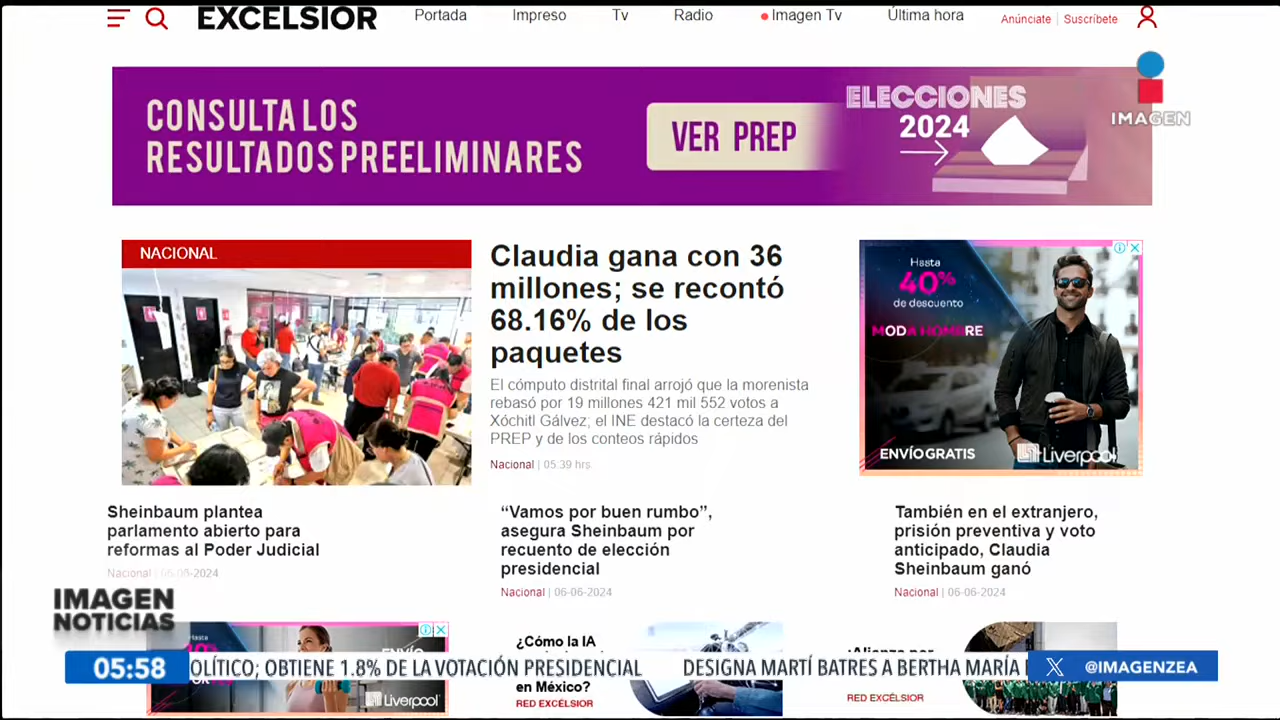 EXCELSIOR
Portada
Impreso
Tv
Radio
Imagen Tv
Última hora
Anúnciate | Suscríbete
CONSULTA LOS
RESULTADOS PREELIMINARES
VER PREP
ELECCIONES
2024
IMAGEN
NACIONAL
Claudia gana con 36
millones; se recontó
68.16% de los
paquetes
El cómputo distrital final arrojó que la morenista
rebasó por 19 millones 421 mil 552 votos a
Xóchitl Gálvez; el INE destacó la certeza del
PREP y de los conteos rápidos
Nacional | 05:39 hrs.
Hasta
40%
de descuento
MODA HOMBRE
ENVÍO GRATIS
Liverpool
Sheinbaum plantea
parlamento abierto para
reformas al Poder Judicial
Nacional | 06-06-2024
“Vamos por buen rumbo”,
asegura Sheinbaum por
recuento de elección
presidencial
Nacional | 06-06-2024
También en el extranjero,
prisión preventiva y voto
anticipado, Claudia
Sheinbaum ganó
Nacional | 06-06-2024
IMAGEN
NOTICIAS
Hasta
Liverpool
¿Cómo la IA
en México?
RED EXCÉLSIOR
RED EXCÉLSIOR
05:58
OLÍTICO; OBTIENE 1.8% DE LA VOTACIÓN PRESIDENCIAL
DESIGNA MARTÍ BATRES A BERTHA MARÍA
@IMAGENZEA